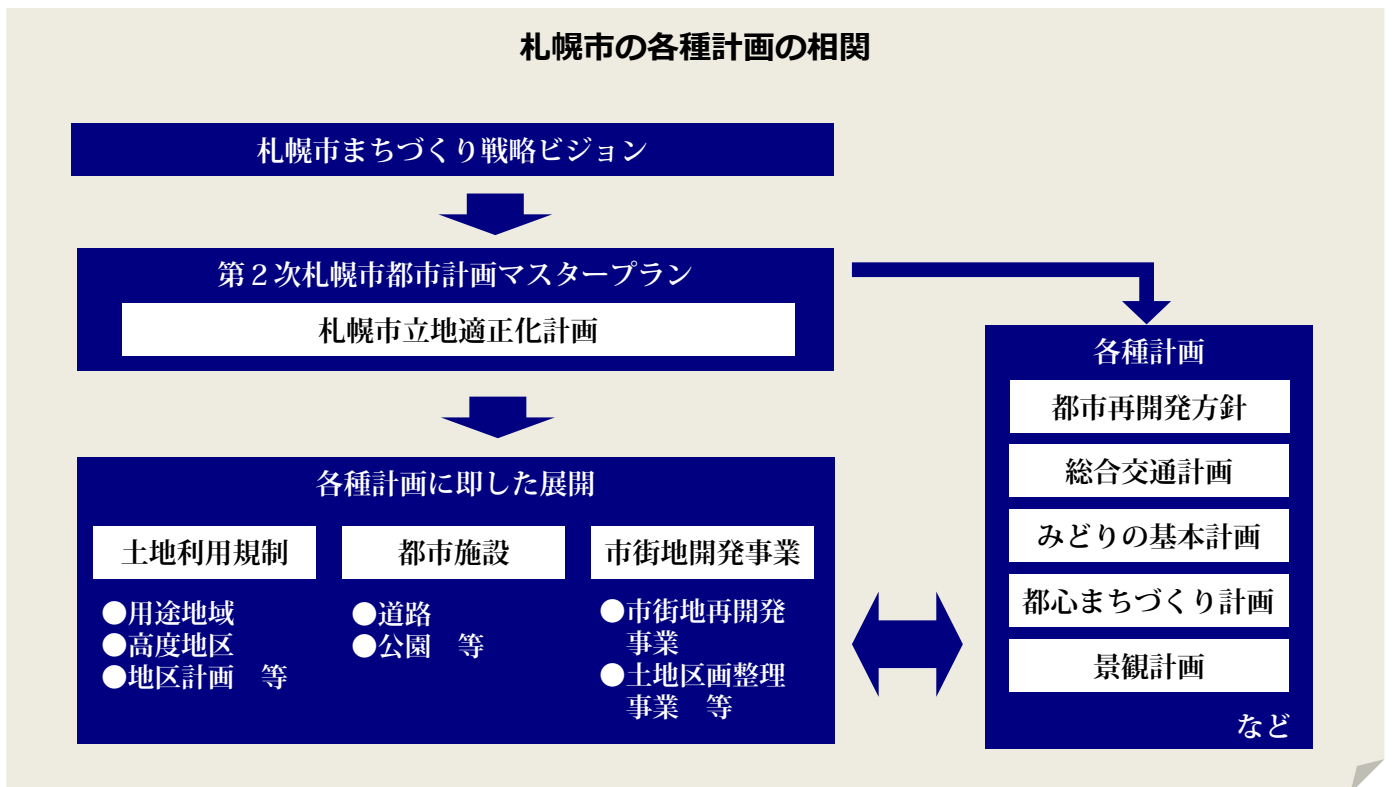 札幌市の各種計画の相関
札幌市まちづくり戦略ビジョン
第２次札幌市都市計画マスタープラン
札幌市立地適正化計画
各種計画に即した展開
土地利用規制
●用途地域
●高度地区
●地区計画　等
都市施設
●道路
●公園　等
市街地開発事業
●市街地再開発
事業
●土地区画整理
事業　等
各種計画
都市再開発方針
総合交通計画
みどりの基本計画
都心まちづくり計画
景観計画
など